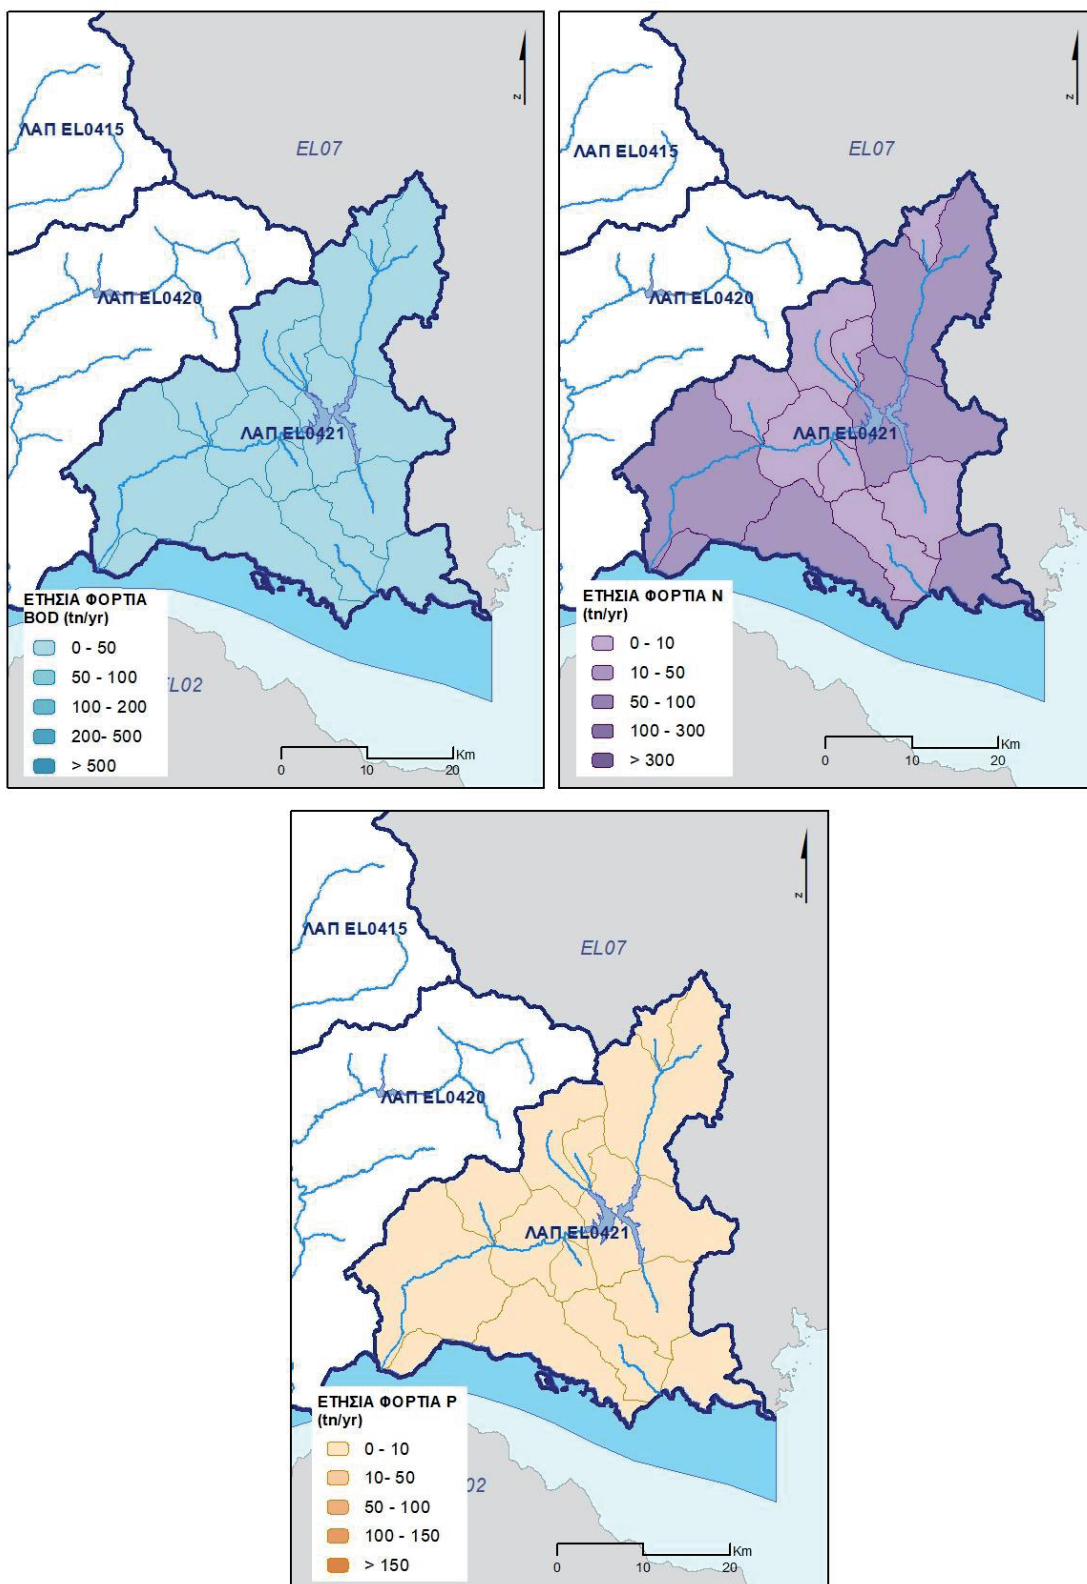 ΛΑΠ EL0415
EL07
ΛΑΠ EL0420
ΛΑΠ EL0421
ΕΤΗΣΙΑ ΦΟΡΤΙΑ
BOD (tn/yr)
0 - 50
50 - 100
100 - 200
200- 500
> 500
EL02
Km
0 10 20
z
ΛΑΠ EL0415
EL07
ΛΑΠ EL0420
ΛΑΠ EL0421
ΕΤΗΣΙΑ ΦΟΡΤΙΑ N
(tn/yr)
0 - 10
10 - 50
50 - 100
100 - 300
> 300
Km
0 10 20
z
ΛΑΠ EL0415
EL07
ΛΑΠ EL0420
ΛΑΠ EL0421
ΕΤΗΣΙΑ ΦΟΡΤΙΑ P
(tn/yr)
0 - 10
10- 50
50 - 100
100 - 150
> 150
02
Km
0 10 20
z